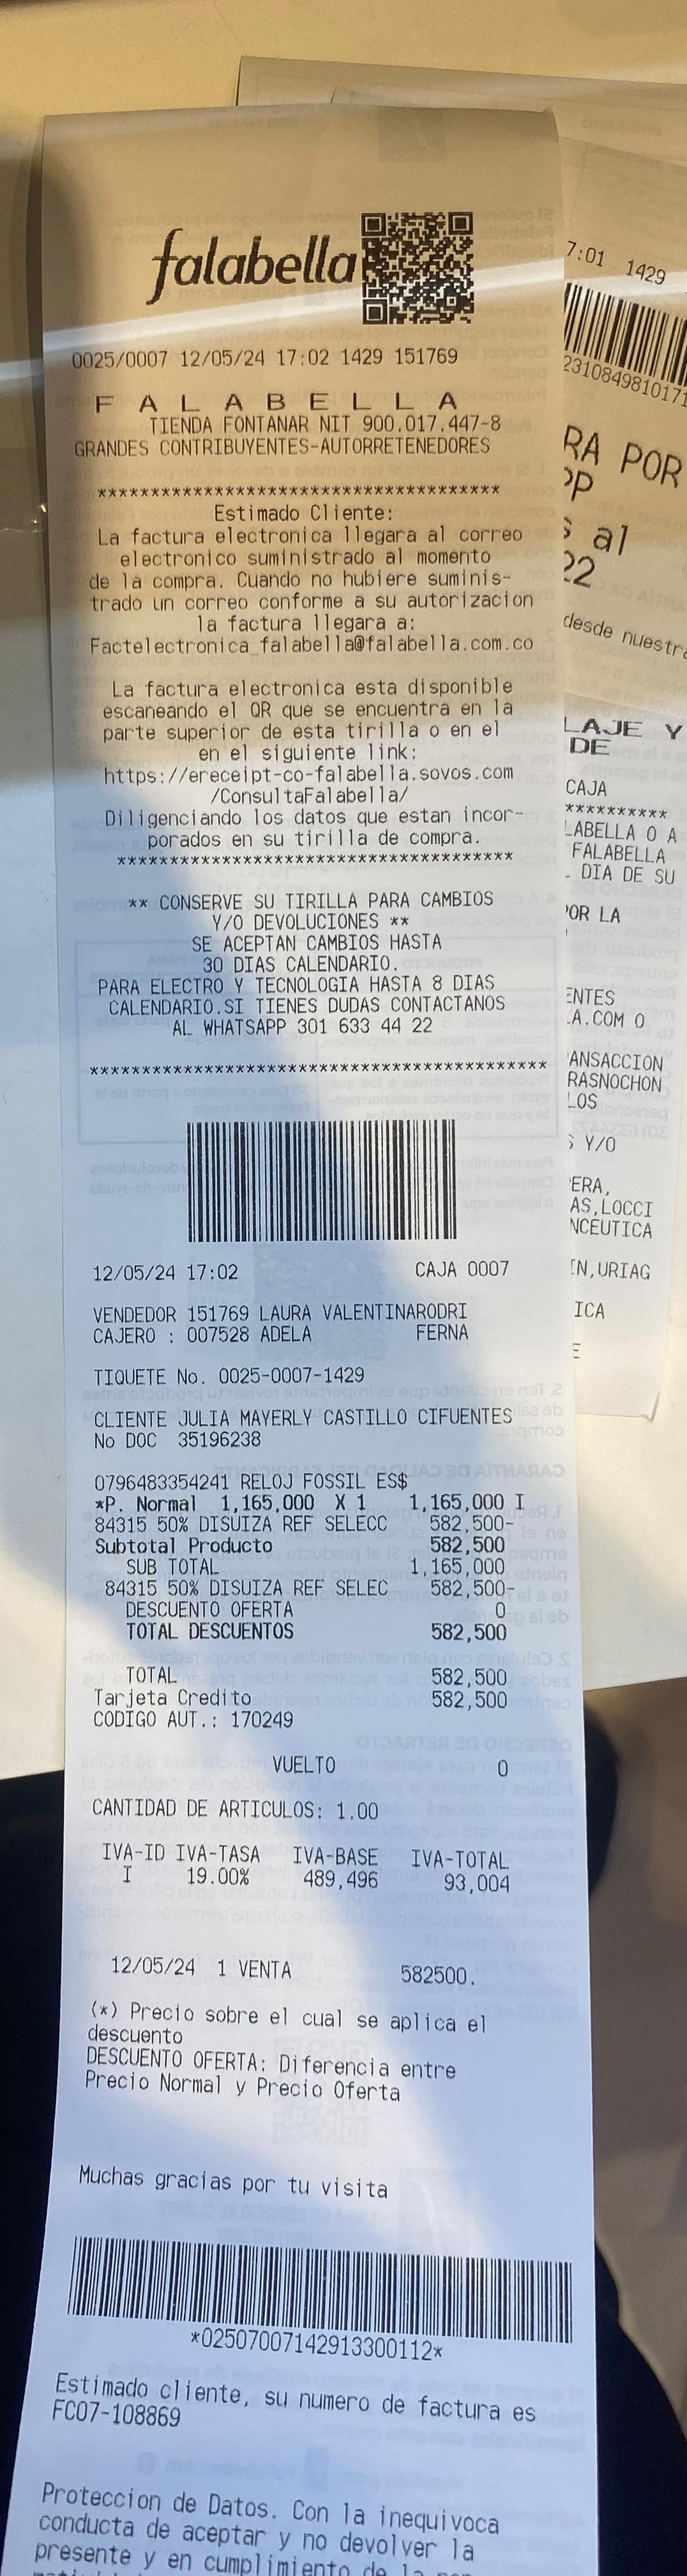 falabella
0025/0007 12/05/24 17:02 1429 151769
F A L A B E L L A
TIENDA FONTANAR NIT 900.017.447-8
GRANDES CONTRIBUYENTES-AUTORRETENEDORES
**************************************
Estimado Cliente:
La factura electronica llegara al correo
electronico suministrado al momento
de la compra. Cuando no hubiere suminis-
trado un correo conforme a su autorizacion
la factura llegara a:
Factelectronica_falabella@falabella.com.co
La factura electronica esta disponible
escaneando el QR que se encuentra en la
parte superior de esta tirilla o en el
en el siguiente link:
https://ereceipt-co-falabella.sovos.com
/ConsultaFalabella/
Diligenciando los datos que estan incor-
porados en su tirilla de compra.
**************************************
** CONSERVE SU TIRILLA PARA CAMBIOS
Y/O DEVOLUCIONES **
SE ACEPTAN CAMBIOS HASTA
30 DIAS CALENDARIO.
PARA ELECTRO Y TECNOLOGIA HASTA 8 DIAS
CALENDARIO.SI TIENES DUDAS CONTACTANOS
AL WHATSAPP 301 633 44 22
*******************************************
12/05/24 17:02 CAJA 0007
VENDEDOR 151769 LAURA VALENTINARODRI
CAJERO : 007528 ADELA FERNA
TIQUETE No. 0025-0007-1429
CLIENTE JULIA MAYERLY CASTILLO CIFUENTES
No DOC 35196238
0796483354241 RELOJ FOSSIL ES$
*P. Normal 1,165,000 X 1 1,165,000 I
84315 50% DISUIZA REF SELECC 582,500-
Subtotal Producto 582,500
SUB TOTAL 1,165,000
84315 50% DISUIZA REF SELEC 582,500-
DESCUENTO OFERTA 0
TOTAL DESCUENTOS 582,500
TOTAL 582,500
Tarjeta Credito 582,500
CODIGO AUT.: 170249
VUELTO 0
CANTIDAD DE ARTICULOS: 1.00
IVA-ID IVA-TASA IVA-BASE IVA-TOTAL
I 19.00% 489,496 93,004
12/05/24 1 VENTA 582500.
(*) Precio sobre el cual se aplica el
descuento
DESCUENTO OFERTA: Diferencia entre
Precio Normal y Precio Oferta
Muchas gracias por tu visita
*02507007142913300112*
Estimado cliente, su numero de factura es
FC07-108869
Proteccion de Datos. Con la inequivoca
conducta de aceptar y no devolver la
presente y en cumplimiento de la
7:01 1429
2310849810171
RA POR
PP
s al
22
desde nuestra
LAJE Y
DE
CAJA
**********
LABELLA O A
FALABELLA
DIA DE SU
POR LA
ENTES
A.COM O
ANSACCION
RASNOCHON
LOS
S Y/O
ERA,
AS,LOCCI
NCEUTICA
EN,URIAG
ICA